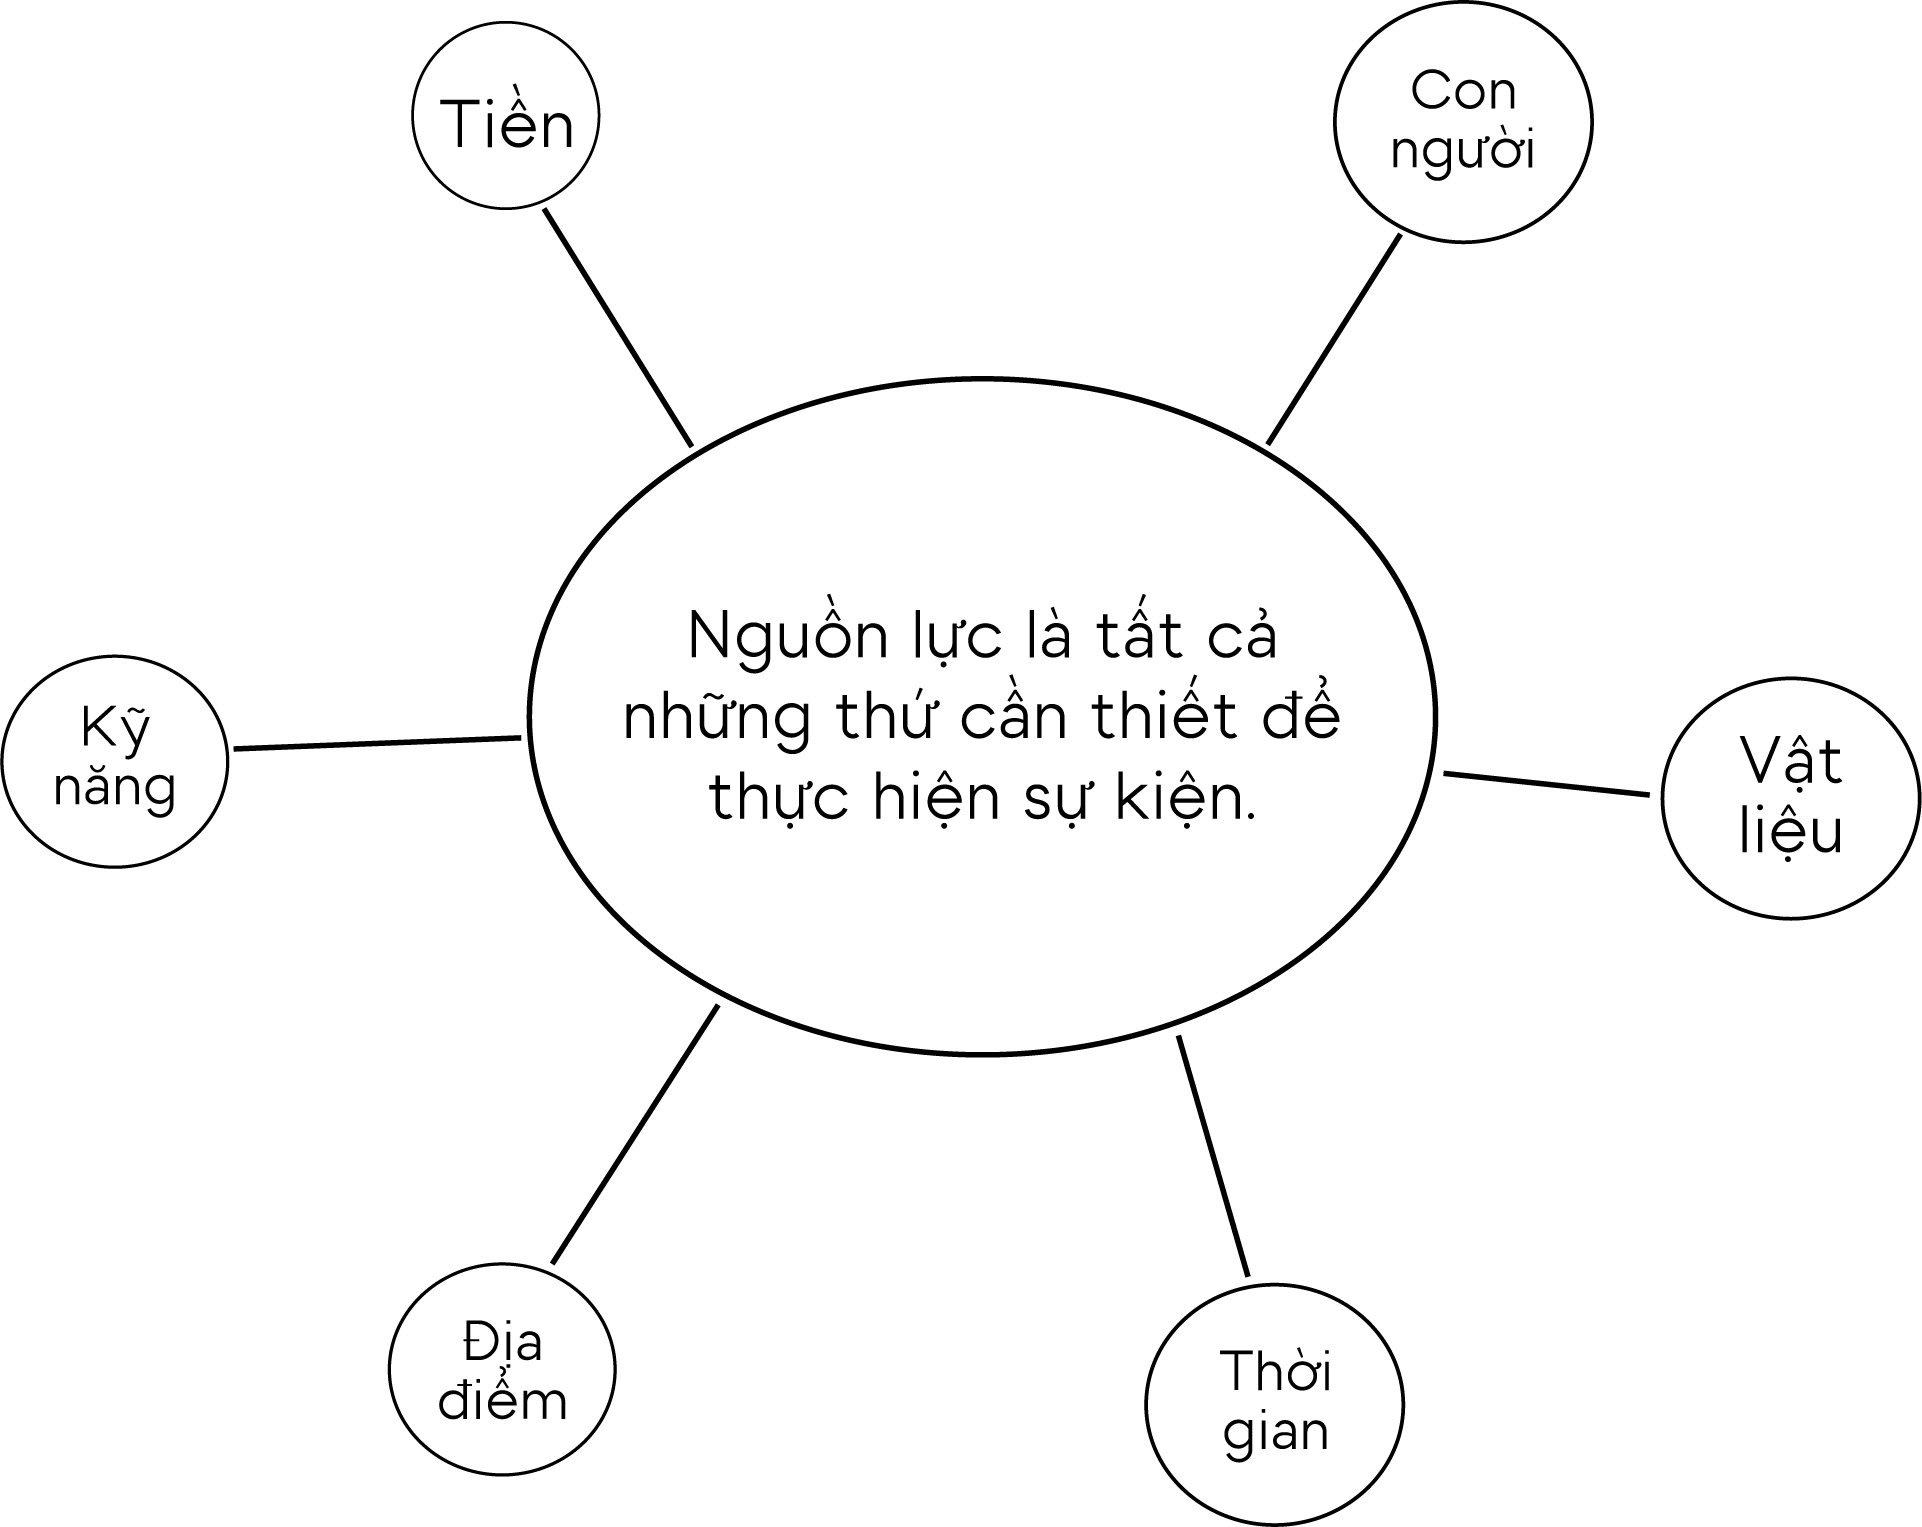 Tiền
Con
người
Nguồn lực là tất cả
những thứ cần thiết để
thực hiện sự kiện.
Kỹ
năng
Vật
liệu
Địa
điểm
Thời
gian